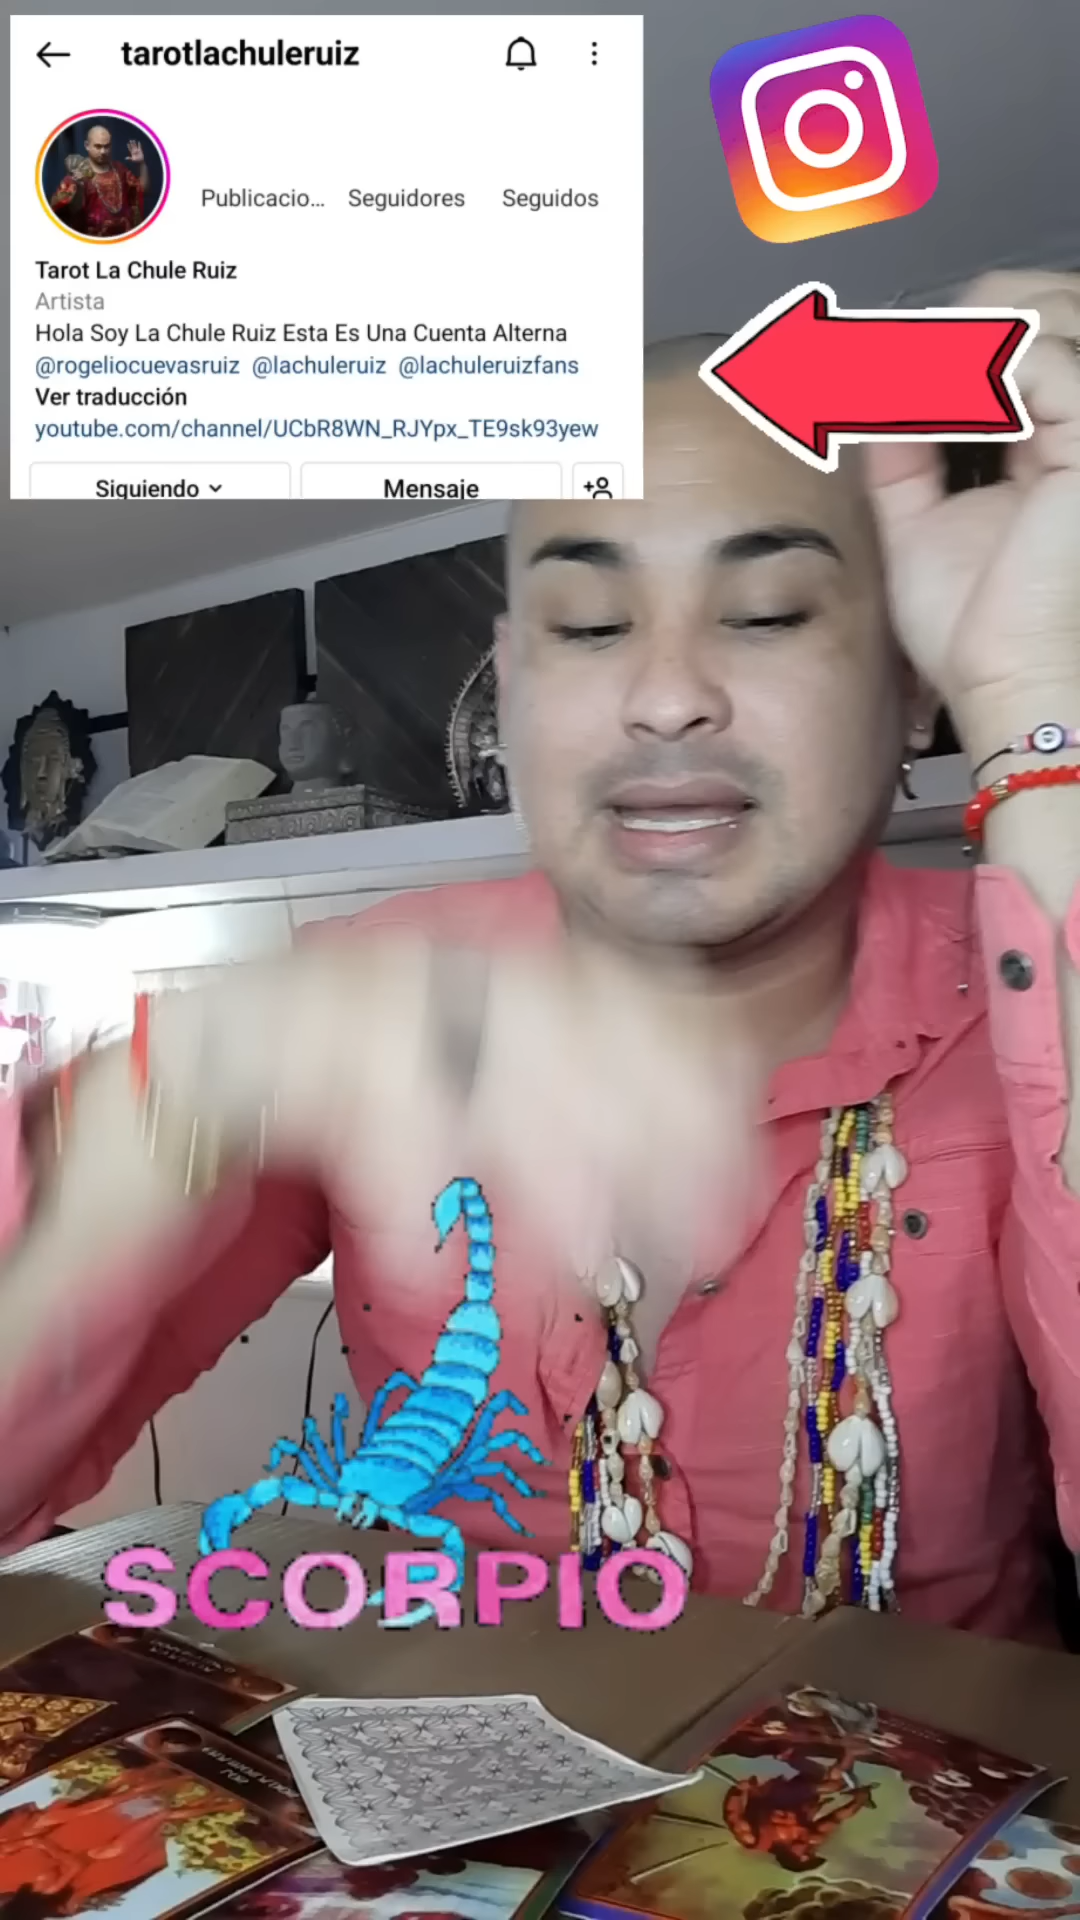 tarotlachuleruiz
Publicacio... Seguidores Seguidos
Tarot La Chule Ruiz
Artista
Hola Soy La Chule Ruiz Esta Es Una Cuenta Alterna
@rogeliocuevasruiz @lachuleruiz @lachuleruizfans
Ver traducción
youtube.com/channel/UCbR8WN_RJYpx_TE9sk93yew
Siguiendo Mensaje
SCORPIO